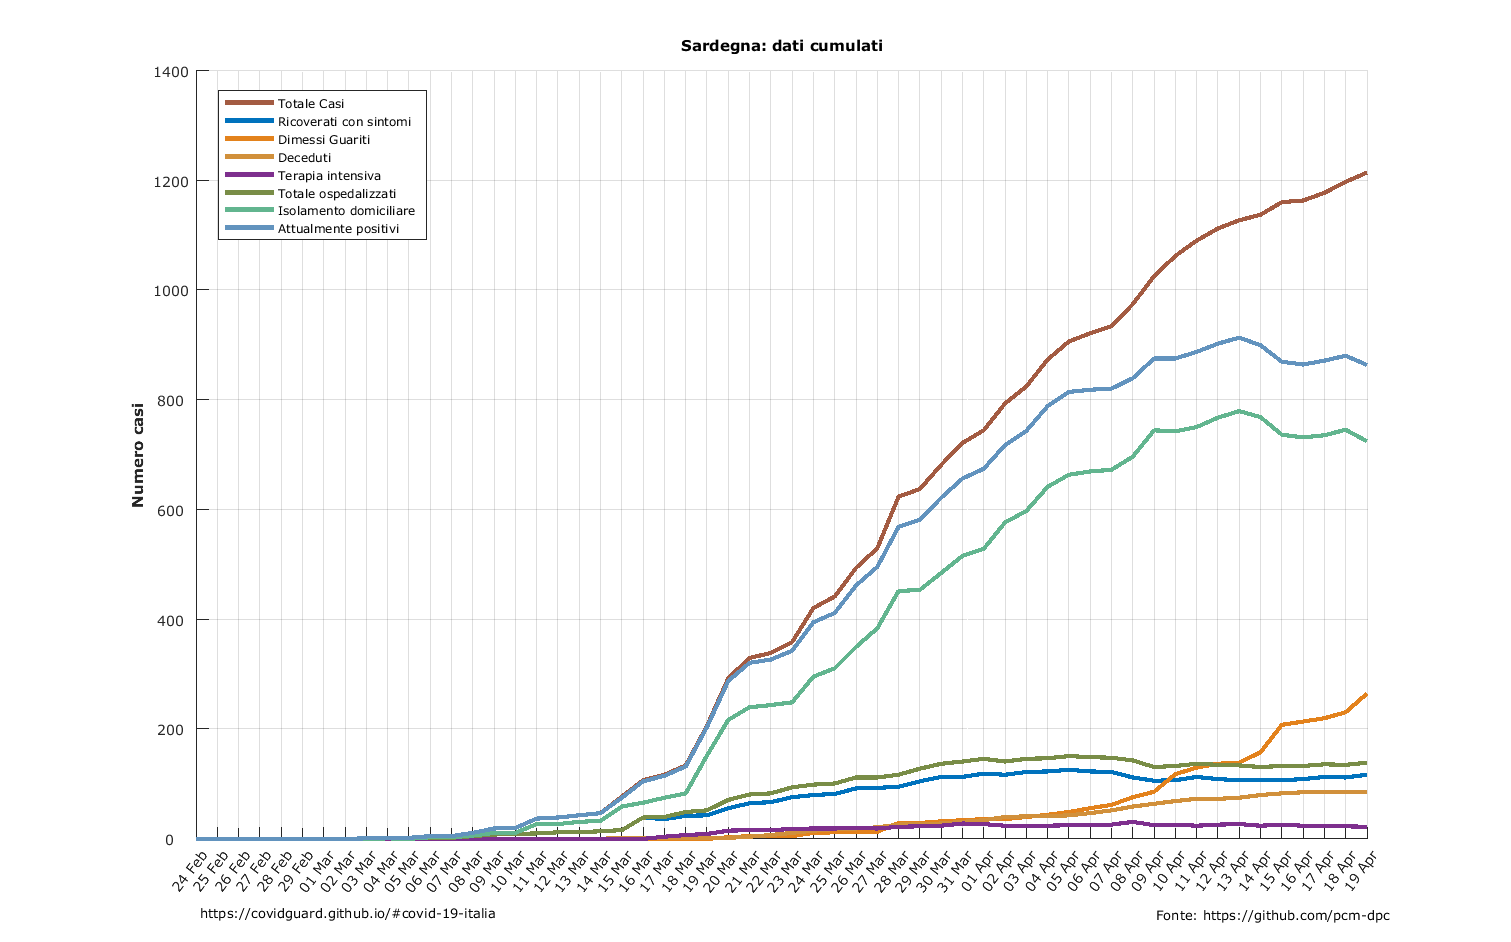 Sardegna: dati cumulati
1400
1200
1000
800
600
400
200
0
Numero casi
Totale Casi
Ricoverati con sintomi
Dimessi Guariti
Deceduti
Terapia intensiva
Totale ospedalizzati
Isolamento domiciliare
Attualmente positivi
24 Feb
25 Feb
26 Feb
27 Feb
28 Feb
29 Feb
01 Mar
02 Mar
03 Mar
04 Mar
05 Mar
06 Mar
07 Mar
08 Mar
09 Mar
10 Mar
11 Mar
12 Mar
13 Mar
14 Mar
15 Mar
16 Mar
17 Mar
18 Mar
19 Mar
20 Mar
21 Mar
22 Mar
23 Mar
24 Mar
25 Mar
26 Mar
27 Mar
28 Mar
29 Mar
30 Mar
31 Mar
01 Apr
02 Apr
03 Apr
04 Apr
05 Apr
06 Apr
07 Apr
08 Apr
09 Apr
10 Apr
11 Apr
12 Apr
13 Apr
14 Apr
15 Apr
16 Apr
17 Apr
18 Apr
19 Apr
https://covidguard.github.io/#covid-19-italia
Fonte: https://github.com/pcm-dpc